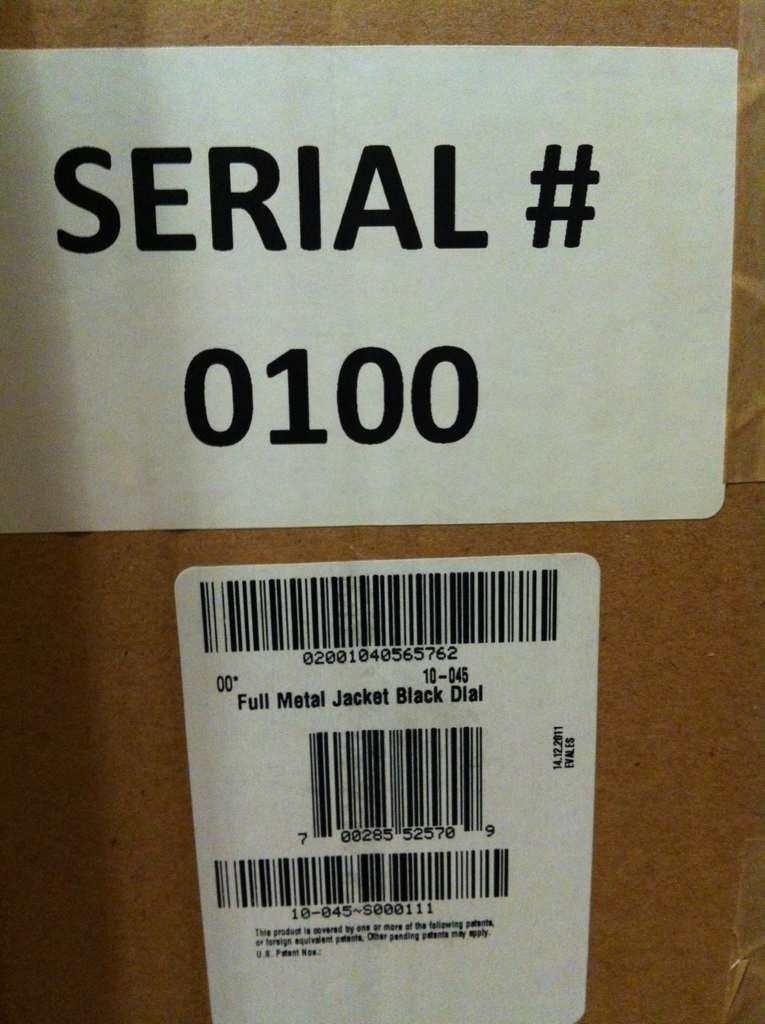 SERIAL #
0100
02001040565762
00* 10-045
Full Metal Jacket Black Dial
14.12.2011
EVALES
7 00285 52570 9
10-045~S000111
This product is covered by one or more of the following patents,
or foreign equivalent patents, Other pending patents may apply.
U.S. Patent Nos.: